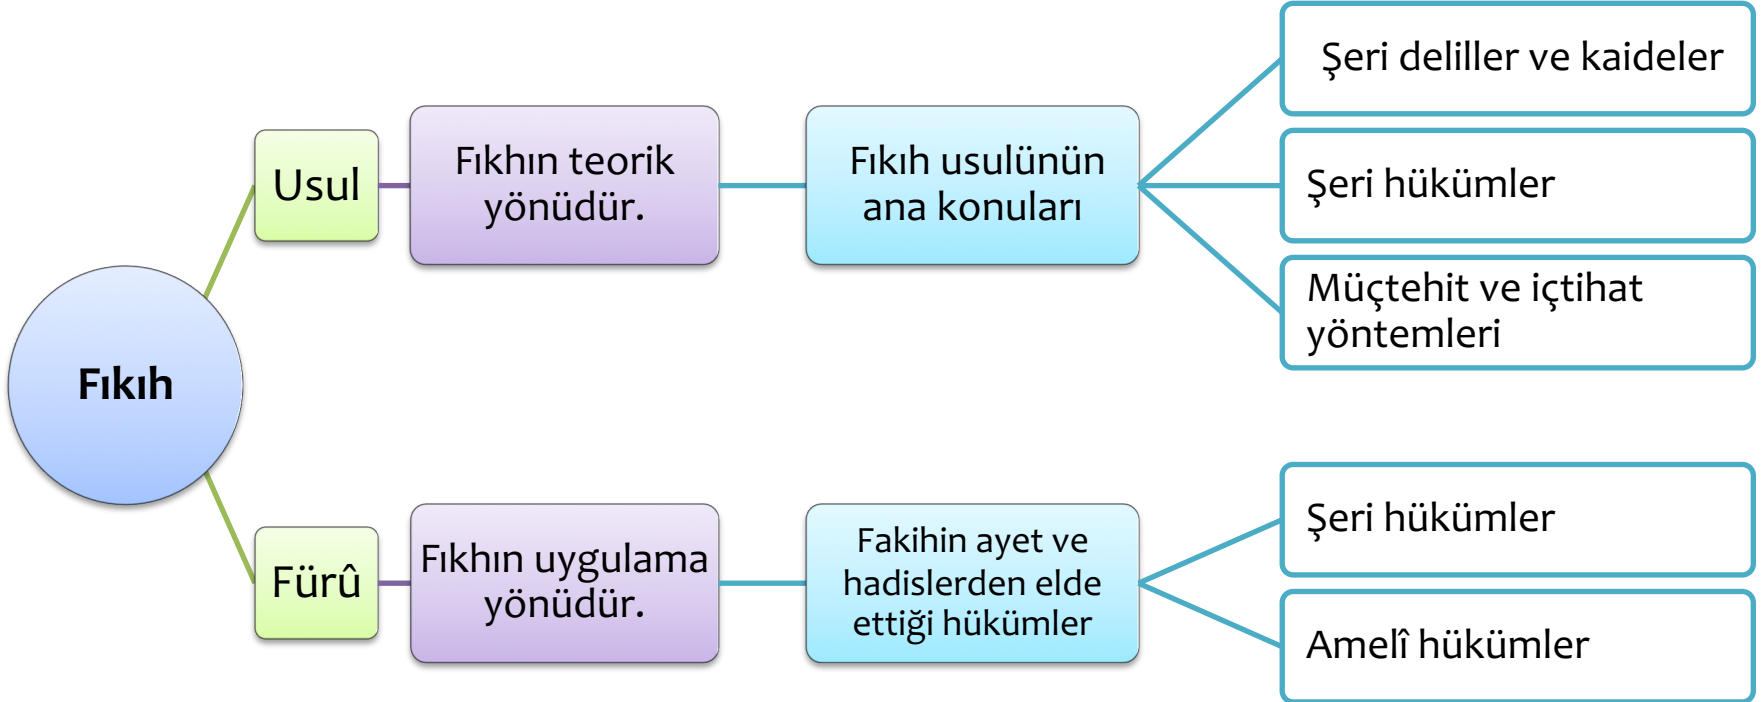 Fıkıh
Usul
Fıkhın teorik
yönüdür.
Fıkıh usulünün
ana konuları
Şeri deliller ve kaideler
Şeri hükümler
Müçtehit ve içtihat
yöntemleri
Fürû
Fıkhın uygulama
yönüdür.
Fakihin ayet ve
hadislerden elde
ettiği hükümler
Şeri hükümler
Amelî hükümler